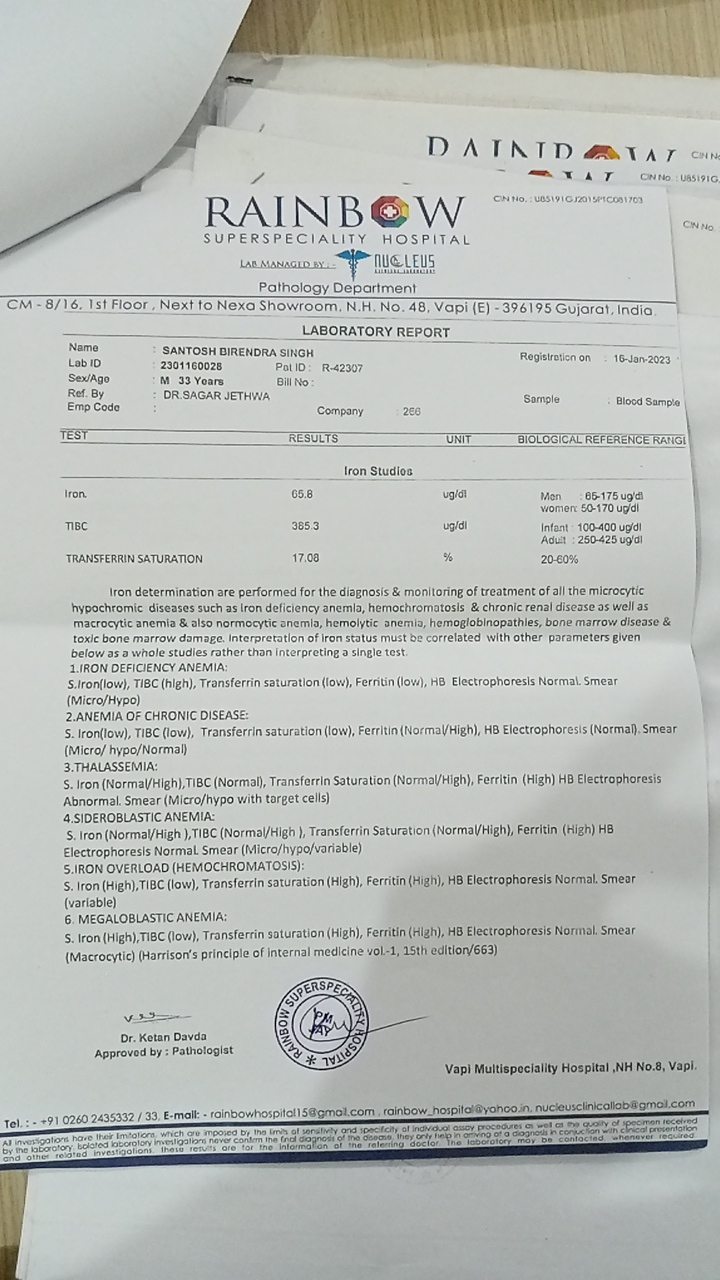 DAINBOW CIN N
CIN No. : U85191G
CIN No. :
CIN No. : U85191GJ2015PTC081703
RAINBOW
SUPERSPECIALITY HOSPITAL
LAB MANAGED BY :- NUCLEUS
Pathology Department
CM - 8/16, 1st Floor , Next to Nexa Showroom, N.H. No. 48, Vapi (E) - 396195 Gujarat, India.
LABORATORY REPORT
Name : SANTOSH BIRENDRA SINGH Registration on : 16-Jan-2023
Lab ID : 2301160028 Pat ID : R-42307
Sex/Age : M 33 Years Bill No :
Ref. By : DR.SAGAR JETHWA Sample : Blood Sample
Emp Code : Company : 266
TEST RESULTS UNIT BIOLOGICAL REFERENCE RANGE
Iron Studies
Iron. 65.8 ug/dl Men : 65-175 ug/dl
women: 50-170 ug/dl
TIBC 385.3 ug/dl Infant : 100-400 ug/dl
Adult : 250-425 ug/dl
TRANSFERRIN SATURATION 17.08 % 20-60%
Iron determination are performed for the diagnosis & monitoring of treatment of all the microcytic
hypochromic diseases such as iron deficiency anemia, hemochromatosis & chronic renal disease as well as
macrocytic anemia & also normocytic anemia, hemolytic anemia, hemoglobinopathies, bone marrow disease &
toxic bone marrow damage. Interpretation of iron status must be correlated with other parameters given
below as a whole studies rather than interpreting a single test.
1.IRON DEFICIENCY ANEMIA:
S.Iron(low), TIBC (high), Transferrin saturation (low), Ferritin (low), HB Electrophoresis Normal. Smear
(Micro/Hypo)
2.ANEMIA OF CHRONIC DISEASE:
S. Iron(low), TIBC (low), Transferrin saturation (low), Ferritin (Normal/High), HB Electrophoresis (Normal). Smear
(Micro/ hypo/Normal)
3.THALASSEMIA:
S. Iron (Normal/High),TIBC (Normal), Transferrin Saturation (Normal/High), Ferritin (High) HB Electrophoresis
Abnormal. Smear (Micro/hypo with target cells)
4.SIDEROBLASTIC ANEMIA:
S. Iron (Normal/High ),TIBC (Normal/High ), Transferrin Saturation (Normal/High), Ferritin (High) HB
Electrophoresis Normal. Smear (Micro/hypo/variable)
5.IRON OVERLOAD (HEMOCHROMATOSIS):
S. Iron (High),TIBC (low), Transferrin saturation (High), Ferritin (High), HB Electrophoresis Normal. Smear
(variable)
6. MEGALOBLASTIC ANEMIA:
S. Iron (High),TIBC (low), Transferrin saturation (High), Ferritin (High), HB Electrophoresis Normal. Smear
(Macrocytic) (Harrison's principle of internal medicine vol.-1, 15th edition/663)
RAINBOW SUPERSPECIALITY HOSPITAL * VAPI *
Dr. Ketan Davda
Approved by : Pathologist
Vapi Multispeciality Hospital ,NH No.8, Vapi.
Tel. : - +91 0260 2435332 / 33, E-mail: - rainbowhospital15@gmail.com , rainbow_hospital@yahoo.in, nucleusclinicallab@gmail.com
All investigations have their limitations, which are imposed by the limits of sensitivity and specificity of individual assay procedures as well as the quality of specimen received
by the laboratory. Isolated laboratory investigations never confirm the final diagnosis of the disease, they only help in arriving of a diagnosis in conjuction with clinical presentation
and other related investigations. these results are for the information of the referring doctor. The laboratory may be contacted, whenever required.